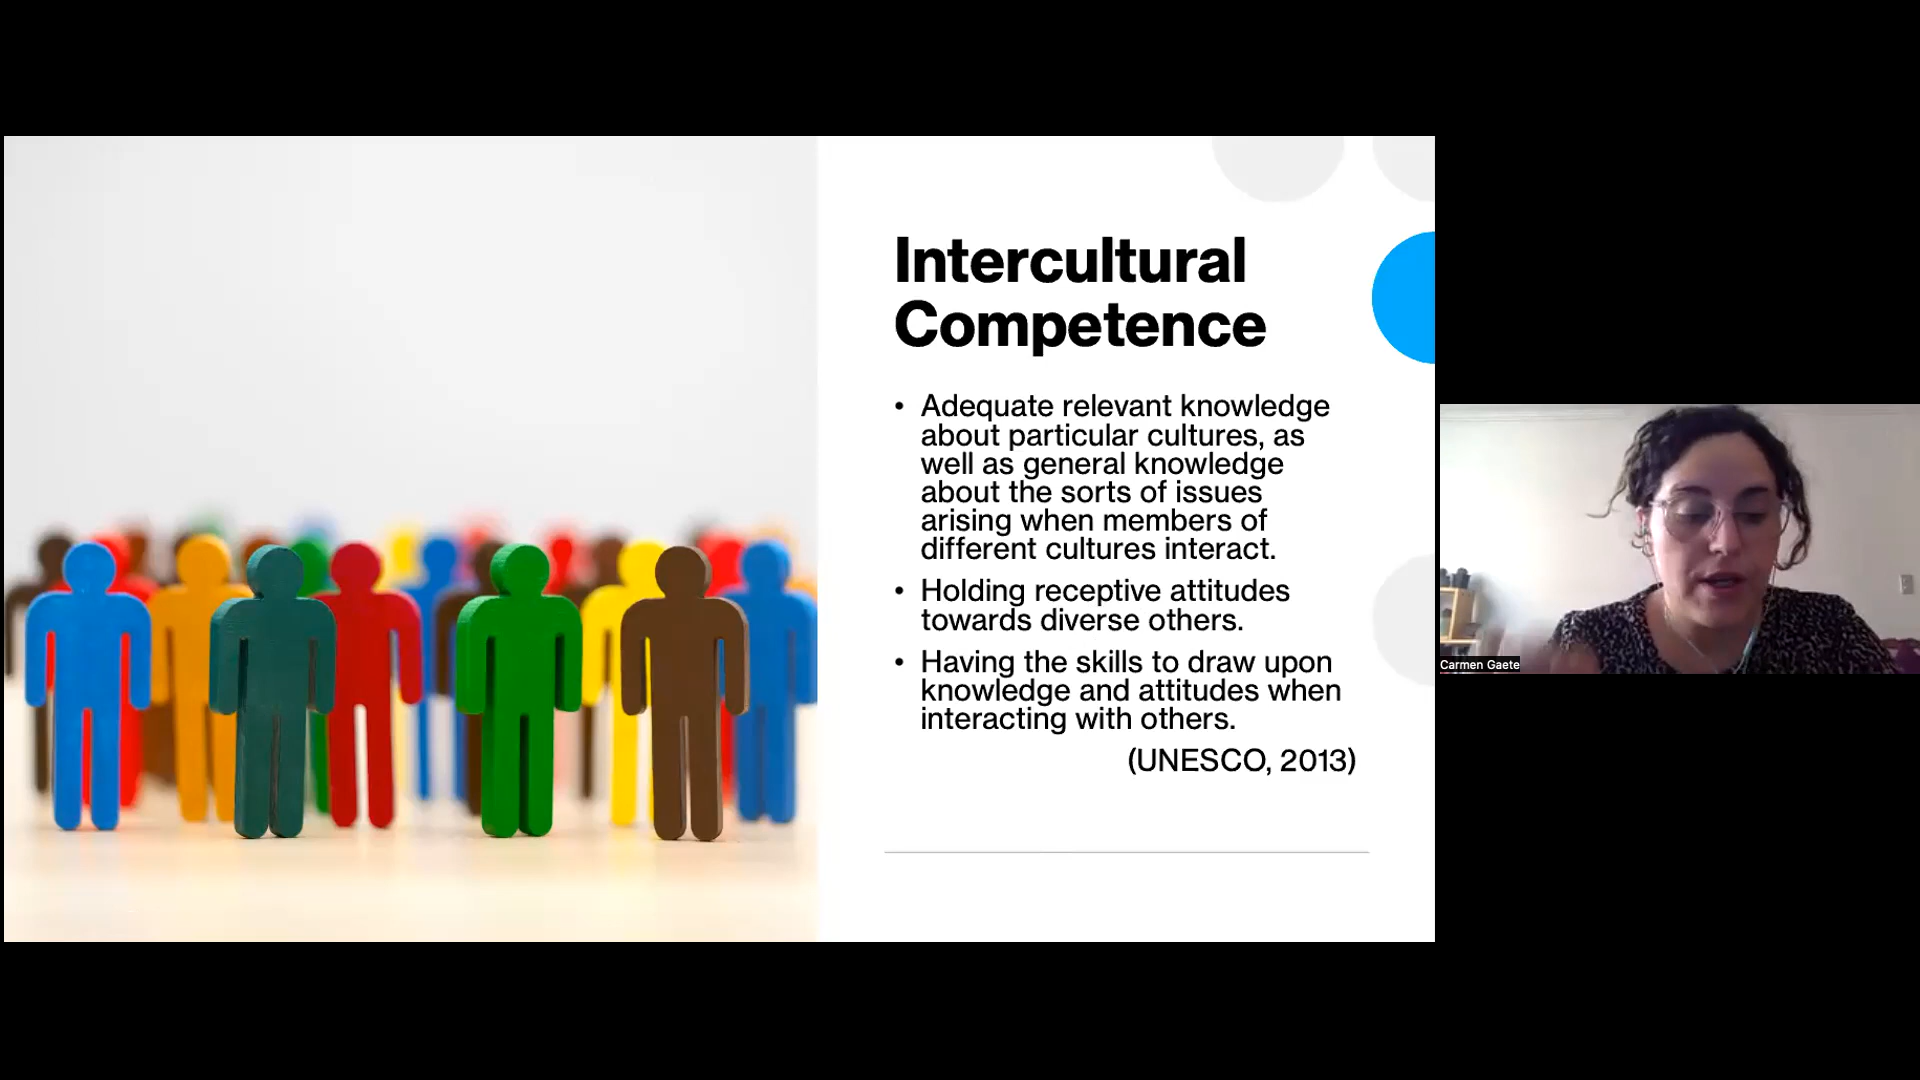 Intercultural
Competence
• Adequate relevant knowledge
about particular cultures, as
well as general knowledge
about the sorts of issues
arising when members of
different cultures interact.
• Holding receptive attitudes
towards diverse others.
• Having the skills to draw upon
knowledge and attitudes when
interacting with others.
(UNESCO, 2013)
Carmen Gaete